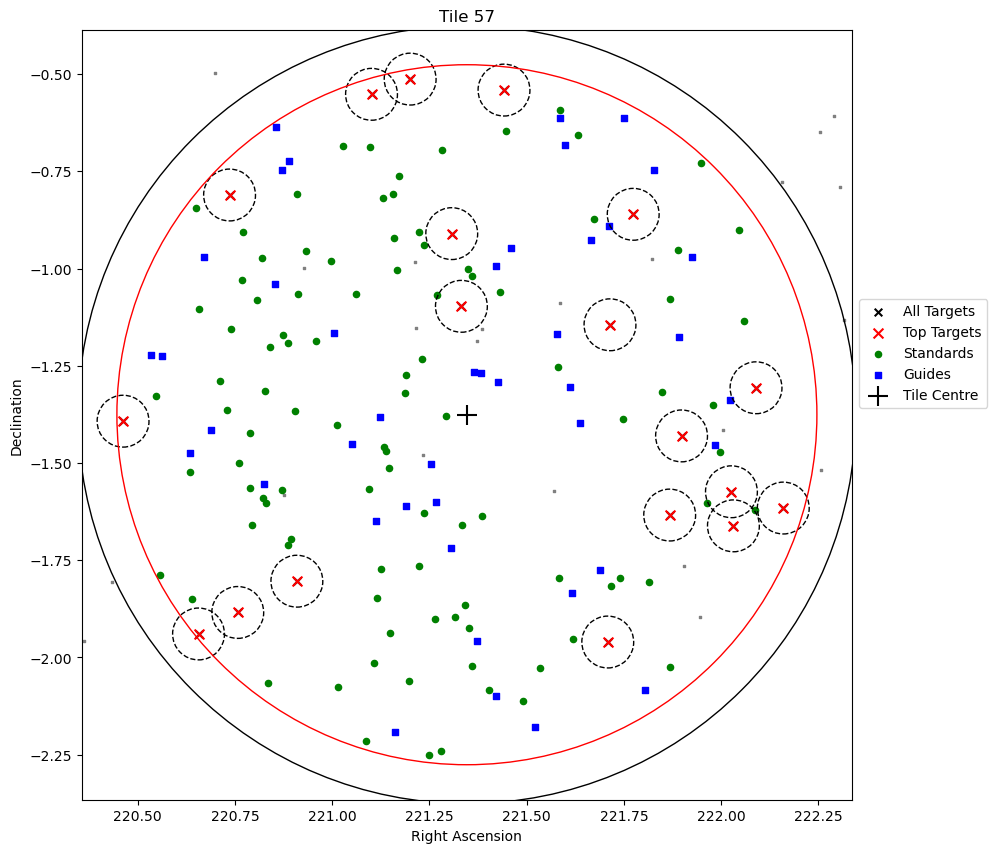 Tile 57
−0.50
−0.75
−1.00
−1.25
−1.50
−1.75
−2.00
−2.25
Declination
220.50 220.75 221.00 221.25 221.50 221.75 222.00 222.25
Right Ascension
All Targets
Top Targets
Standards
Guides
Tile Centre